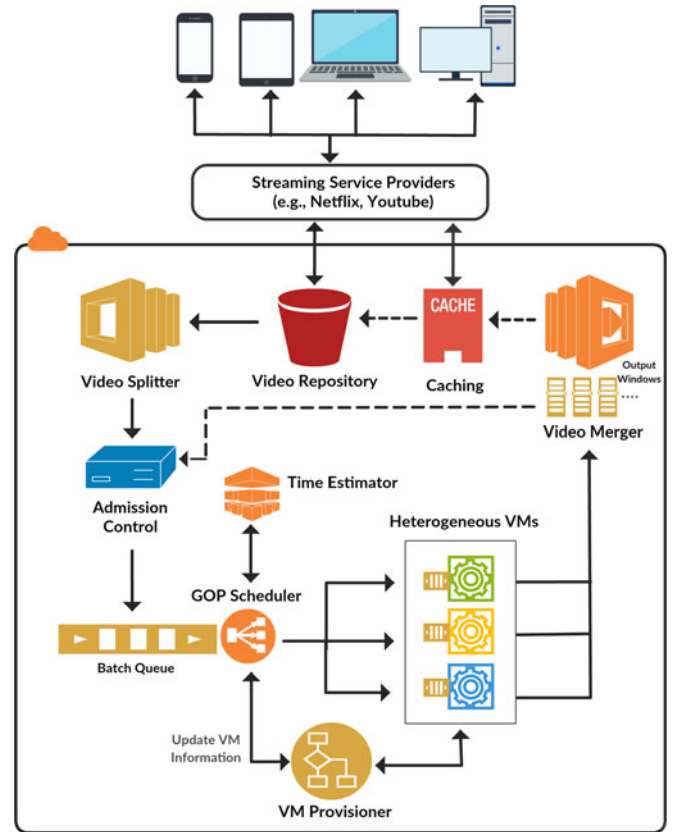 Streaming Service Providers
(e.g., Netflix, Youtube)
CACHE
Output
Windows
....
Video Splitter
Video Repository
Caching
Video Merger
Admission
Control
Time Estimator
Heterogeneous VMs
GOP Scheduler
Batch Queue
Update VM
Information
VM Provisioner